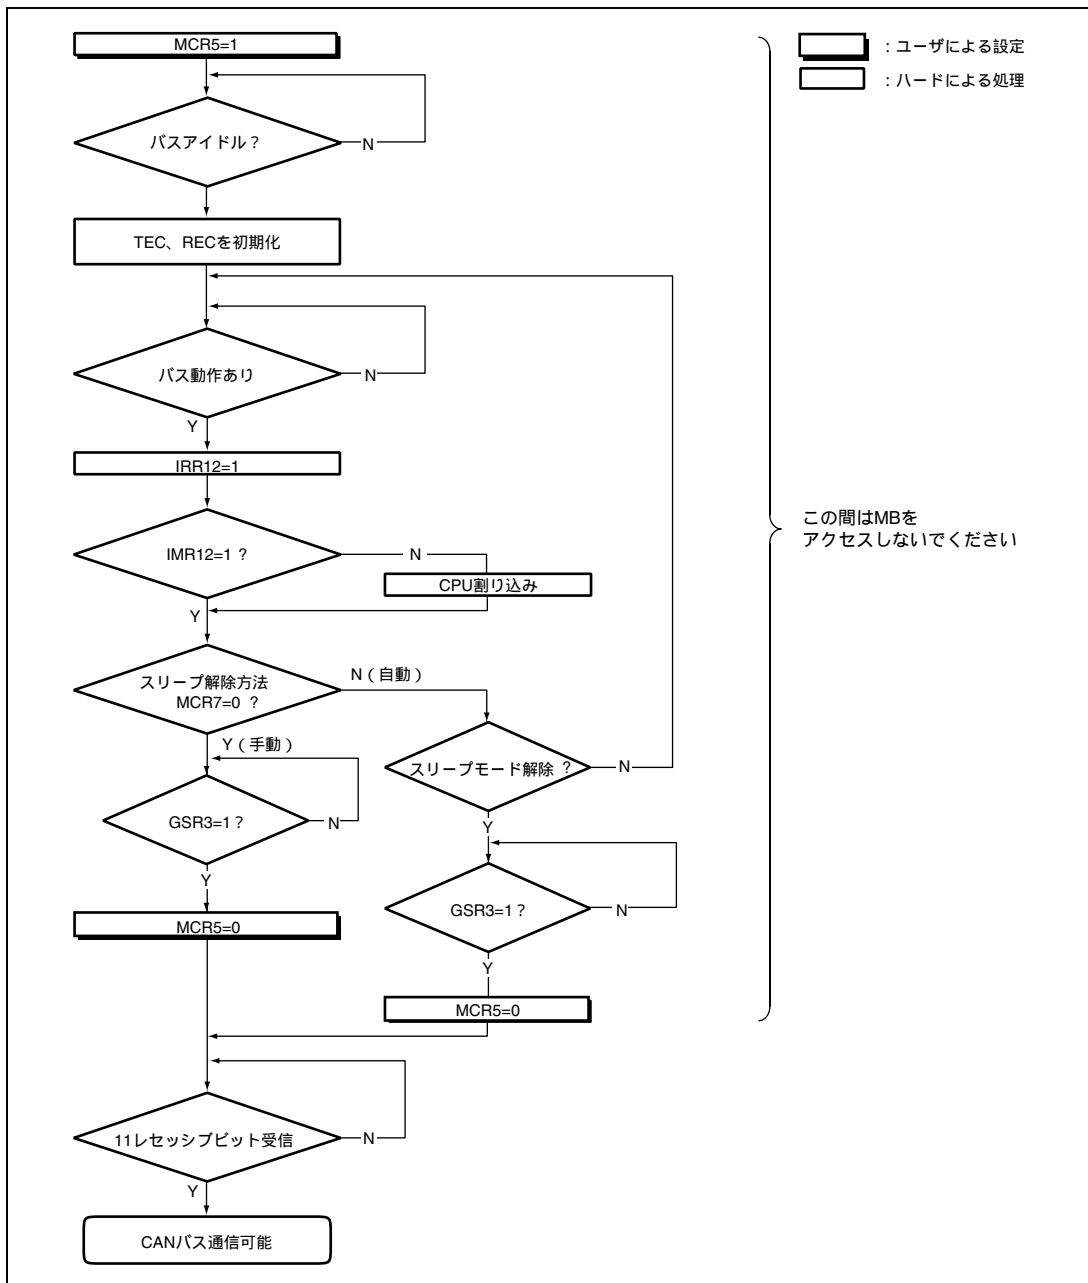 MCR5=1
：ユーザによる設定
：ハードによる処理
バスアイドル？
N
TEC、RECを初期化
バス動作あり
N
Y
IRR12=1
IMR12=1 ？
N
CPU割り込み
Y
この間はMBを
アクセスしないでください
スリープ解除方法
MCR7=0 ？
N（自動）
Y（手動）
スリープモード解除 ？
N
GSR3=1？
N
Y
Y
GSR3=1？
N
MCR5=0
Y
MCR5=0
11レセッシブビット受信
N
Y
CANバス通信可能